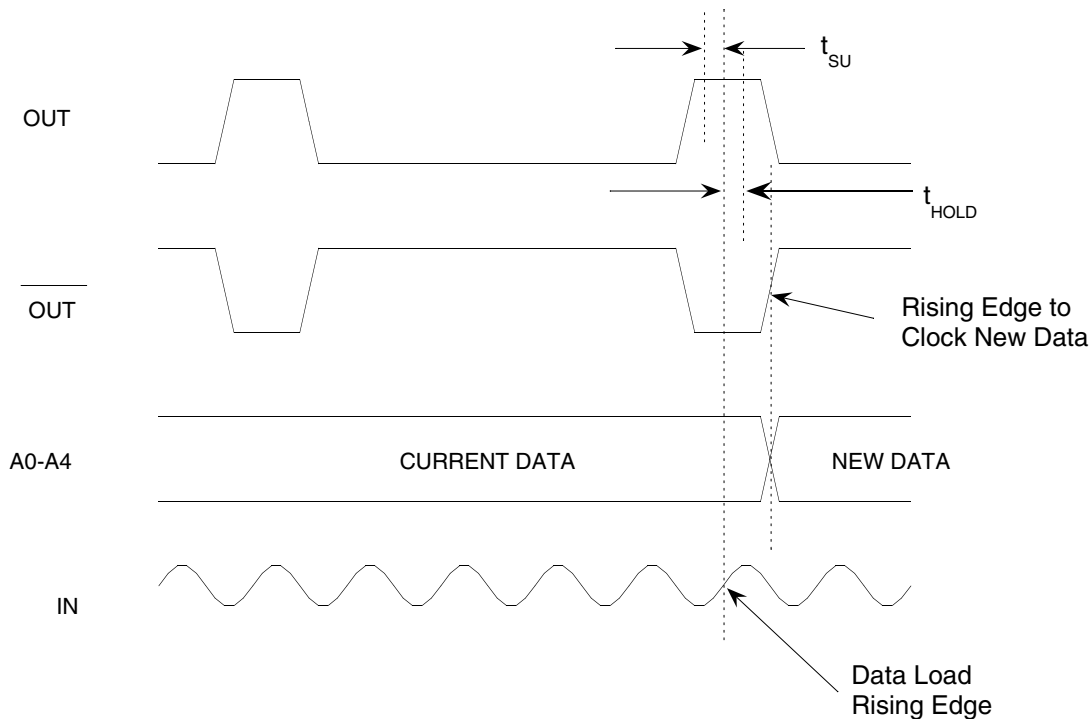 t_SU
OUT
t_HOLD
OUT
Rising Edge to
Clock New Data
A0-A4
CURRENT DATA
NEW DATA
IN
Data Load
Rising Edge